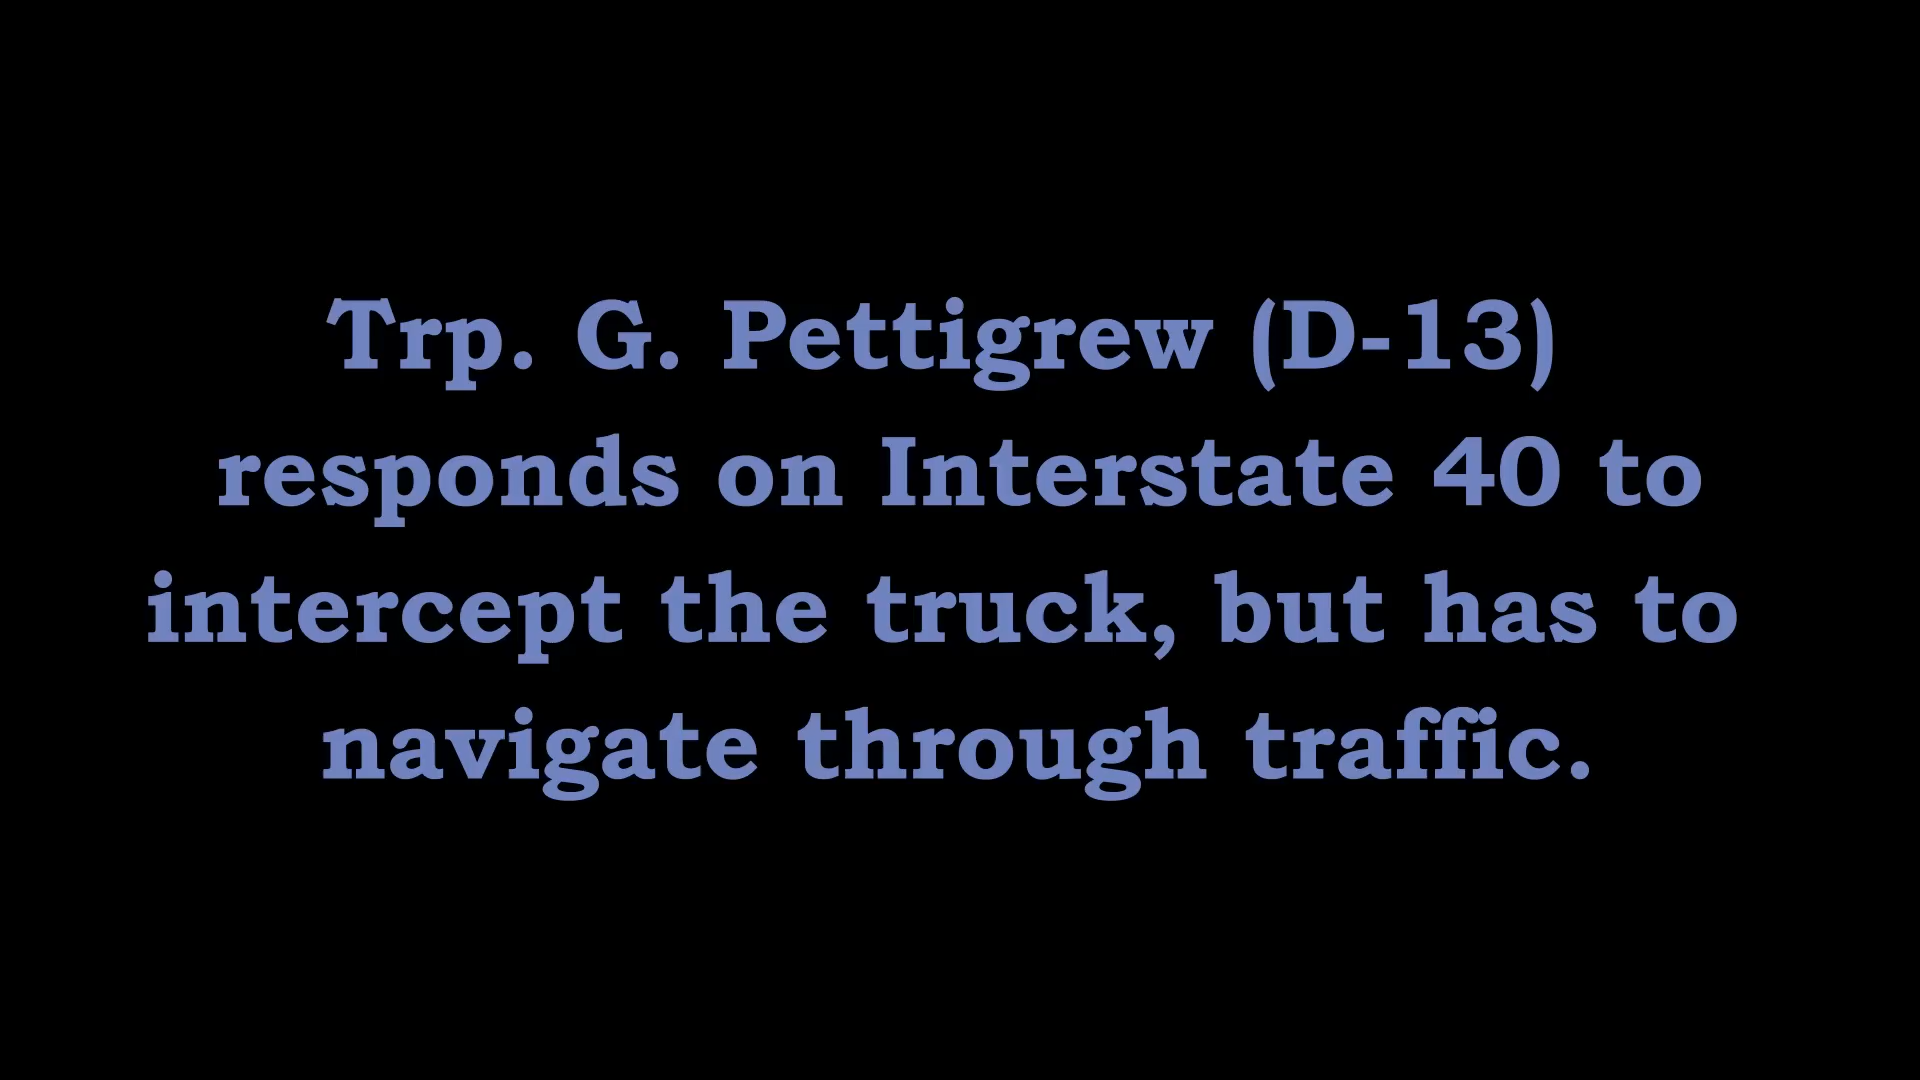 Trp. G. Pettigrew (D-13)
responds on Interstate 40 to
intercept the truck, but has to
navigate through traffic.